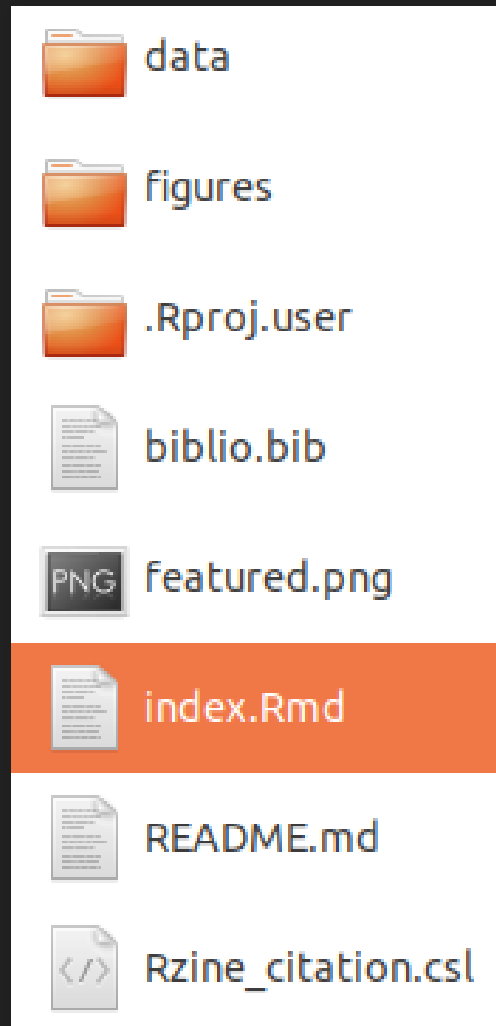 data
figures
.Rproj.user
biblio.bib
PNG featured.png
index.Rmd
README.md
</> Rzine_citation.csl